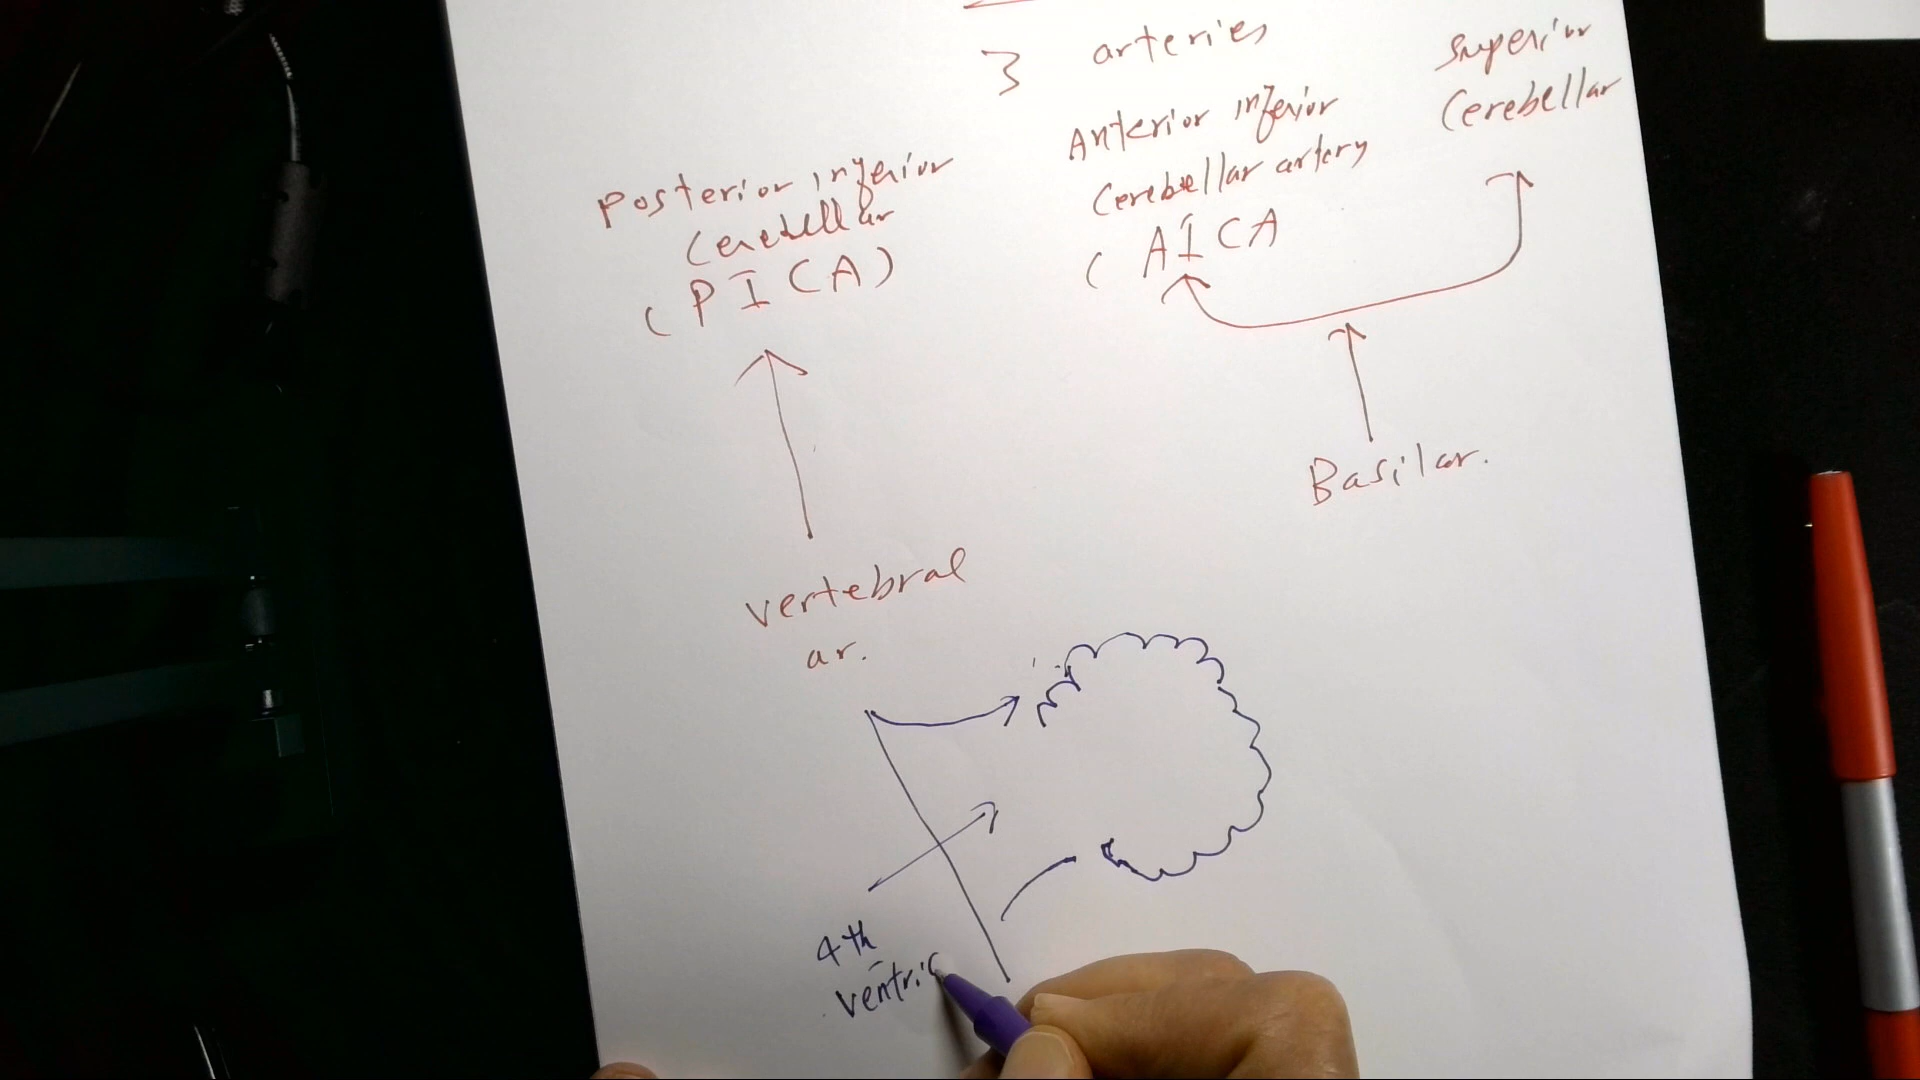 3 arteries
Posterior inferior
Cerebellar
(PICA)
Anterior inferior
Cerebellar artery
(AICA
Superior
Cerebellar
Basilar.
vertebral
ar.
4th
ventric